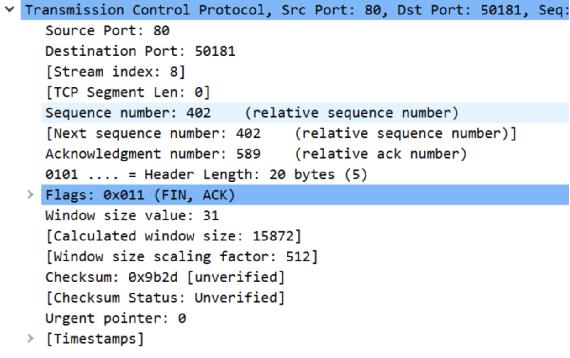 Transmission Control Protocol, Src Port: 80, Dst Port: 50181, Seq:
Source Port: 80
Destination Port: 50181
[Stream index: 8]
[TCP Segment Len: 0]
Sequence number: 402    (relative sequence number)
[Next sequence number: 402    (relative sequence number)]
Acknowledgment number: 589    (relative ack number)
0101 .... = Header Length: 20 bytes (5)
Flags: 0x011 (FIN, ACK)
Window size value: 31
[Calculated window size: 15872]
[Window size scaling factor: 512]
Checksum: 0x9b2d [unverified]
[Checksum Status: Unverified]
Urgent pointer: 0
[Timestamps]